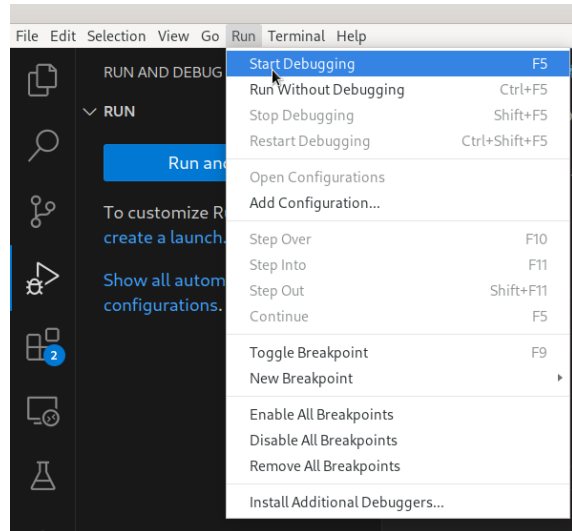 File Edit Selection View Go Run Terminal Help
RUN AND DEBUG
RUN
Run and
To customize R
create a launch.
Show all autom
configurations.
2
Start Debugging F5
Run Without Debugging Ctrl+F5
Stop Debugging Shift+F5
Restart Debugging Ctrl+Shift+F5
Open Configurations
Add Configuration...
Step Over F10
Step Into F11
Step Out Shift+F11
Continue F5
Toggle Breakpoint F9
New Breakpoint
Enable All Breakpoints
Disable All Breakpoints
Remove All Breakpoints
Install Additional Debuggers...